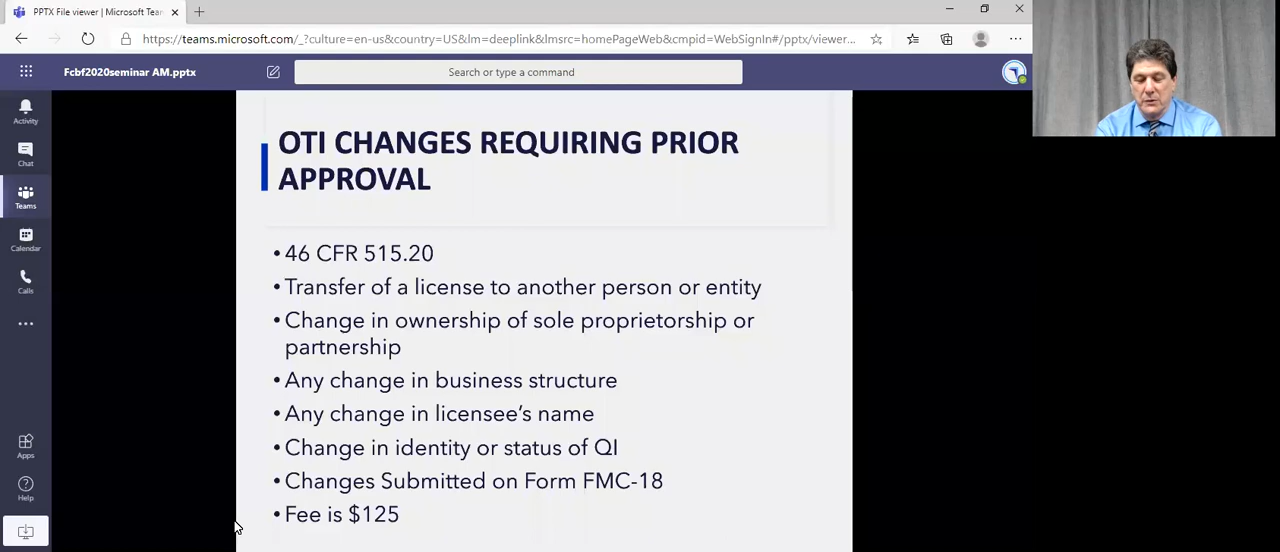 PPTX File viewer | Microsoft Tean
https://teams.microsoft.com/_?culture=en-us&country=US&lm=deeplink&lmsrc=homePageWeb&cmpid=WebSignIn#/pptx/viewer...
Fcbf2020seminar AM.pptx
Search or type a command
Activity
Chat
Teams
Calendar
Calls
Apps
Help
OTI CHANGES REQUIRING PRIOR
APPROVAL
• 46 CFR 515.20
• Transfer of a license to another person or entity
• Change in ownership of sole proprietorship or
partnership
• Any change in business structure
• Any change in licensee's name
• Change in identity or status of QI
• Changes Submitted on Form FMC-18
• Fee is $125